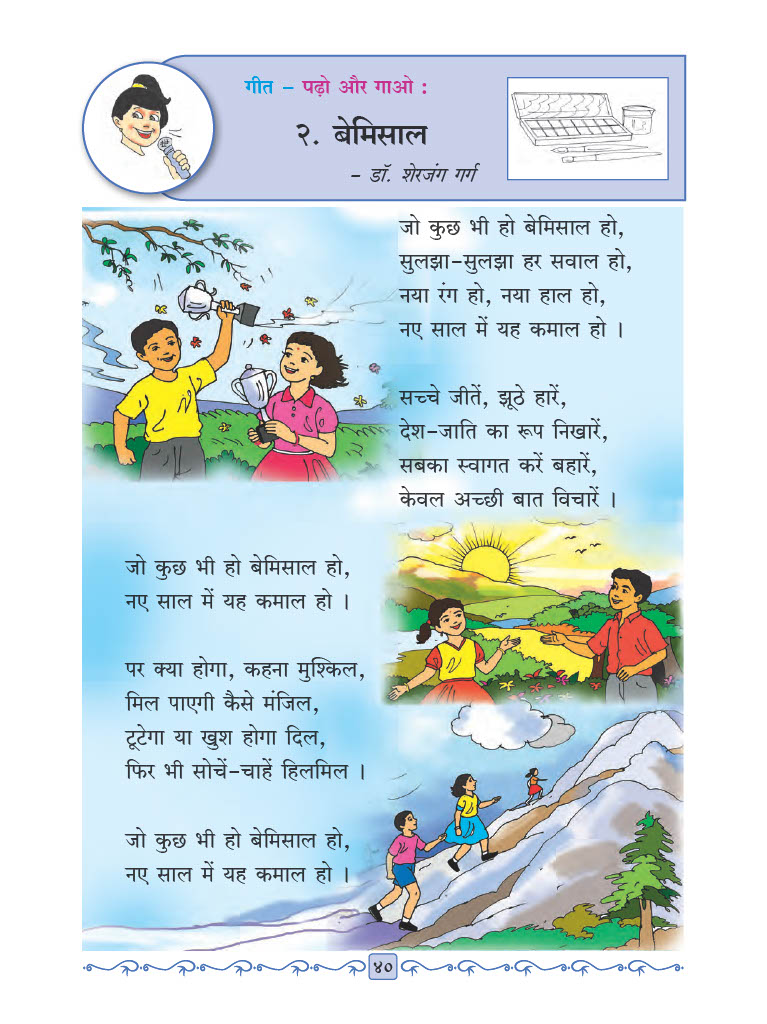 गीत – पढ़ो और गाओ :
२. बेमिसाल
– डॉ. शेरजंग गर्ग
जो कुछ भी हो बेमिसाल हो,
सुलझा-सुलझा हर सवाल हो,
नया रंग हो, नया हाल हो,
नए साल में यह कमाल हो ।
सच्चे जीतें, झूठे हारें,
देश-जाति का रूप निखारें,
सबका स्वागत करें बहारें,
केवल अच्छी बात विचारें ।
जो कुछ भी हो बेमिसाल हो,
नए साल में यह कमाल हो ।
पर क्या होगा, कहना मुश्किल,
मिल पाएगी कैसे मंजिल,
टूटेगा या खुश होगा दिल,
फिर भी सोचें-चाहें हिलमिल ।
जो कुछ भी हो बेमिसाल हो,
नए साल में यह कमाल हो ।
४०